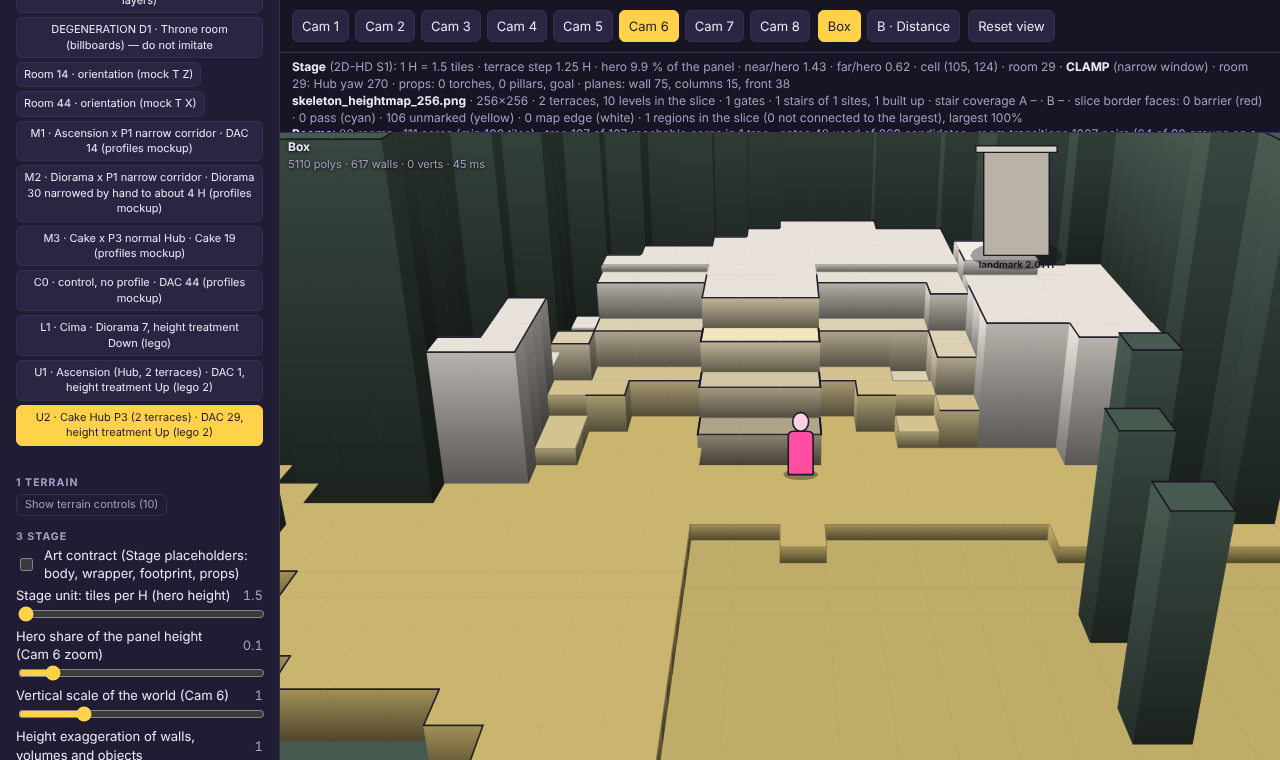 layers)
DEGENERATION D1 · Throne room
(billboards) — do not imitate
Room 14 · orientation (mock T Z)
Room 44 · orientation (mock T X)
M1 · Ascension x P1 narrow corridor · DAC
14 (profiles mockup)
M2 · Diorama x P1 narrow corridor · Diorama
30 narrowed by hand to about 4 H (profiles
mockup)
M3 · Cake x P3 normal Hub · Cake 19
(profiles mockup)
C0 · control, no profile · DAC 44 (profiles
mockup)
L1 · Cima · Diorama 7, height treatment
Down (lego)
U1 · Ascension (Hub, 2 terraces) · DAC 1,
height treatment Up (lego 2)
U2 · Cake Hub P3 (2 terraces) · DAC 29,
height treatment Up (lego 2)
1 TERRAIN
Show terrain controls (10)
3 STAGE
Art contract (Stage placeholders:
body, wrapper, footprint, props)
Stage unit: tiles per H (hero height) 1.5
Hero share of the panel height
(Cam 6 zoom) 0.1
Vertical scale of the world (Cam 6) 1
Height exaggeration of walls,
volumes and objects 1
Cam 1 Cam 2 Cam 3 Cam 4 Cam 5 Cam 6 Cam 7 Cam 8 Box B · Distance Reset view
Stage (2D-HD S1): 1 H = 1.5 tiles · terrace step 1.25 H · hero 9.9 % of the panel · near/hero 1.43 · far/hero 0.62 · cell (105, 124) · room 29 · CLAMP (narrow window) · room
29: Hub yaw 270 · props: 0 torches, 0 pillars, goal · planes: wall 75, columns 15, front 38
skeleton_heightmap_256.png · 256×256 · 2 terraces, 10 levels in the slice · 1 gates · 1 stairs of 1 sites, 1 built up · stair coverage A – · B – · slice border faces: 0 barrier (red)
· 0 pass (cyan) · 106 unmarked (yellow) · 0 map edge (white) · 1 regions in the slice (0 not connected to the largest), largest 100%
Box
5110 polys · 617 walls · 0 verts · 45 ms
landmark 2.0